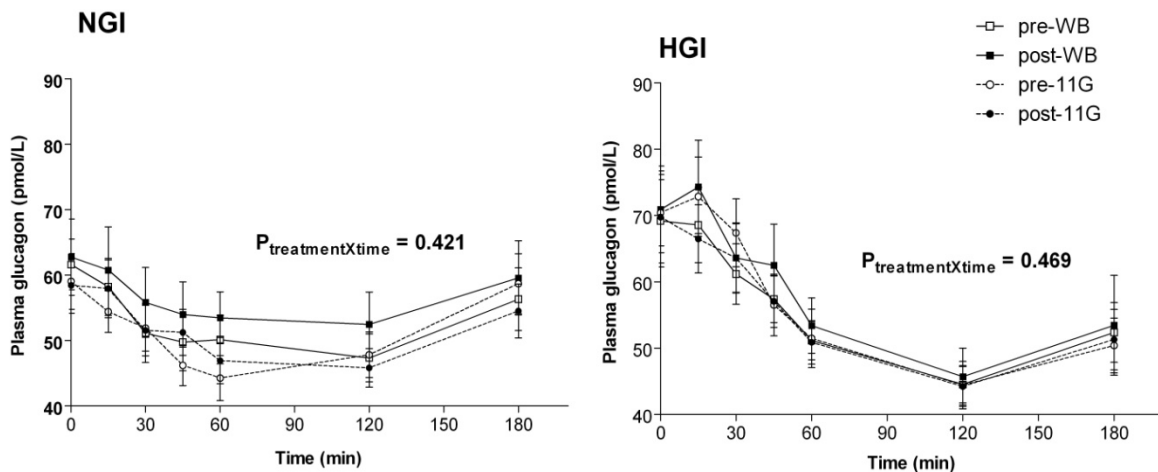 NGI
90
80
70
60
50
40
0 30 60 90 120 150 180
Plasma glucagon (pmol/L)
Time (min)
PtreatmentXtime = 0.421
HGI
90
80
70
60
50
40
0 30 60 90 120 150 180
Plasma glucagon (pmol/L)
Time (min)
PtreatmentXtime = 0.469
pre-WB
post-WB
pre-11G
post-11G